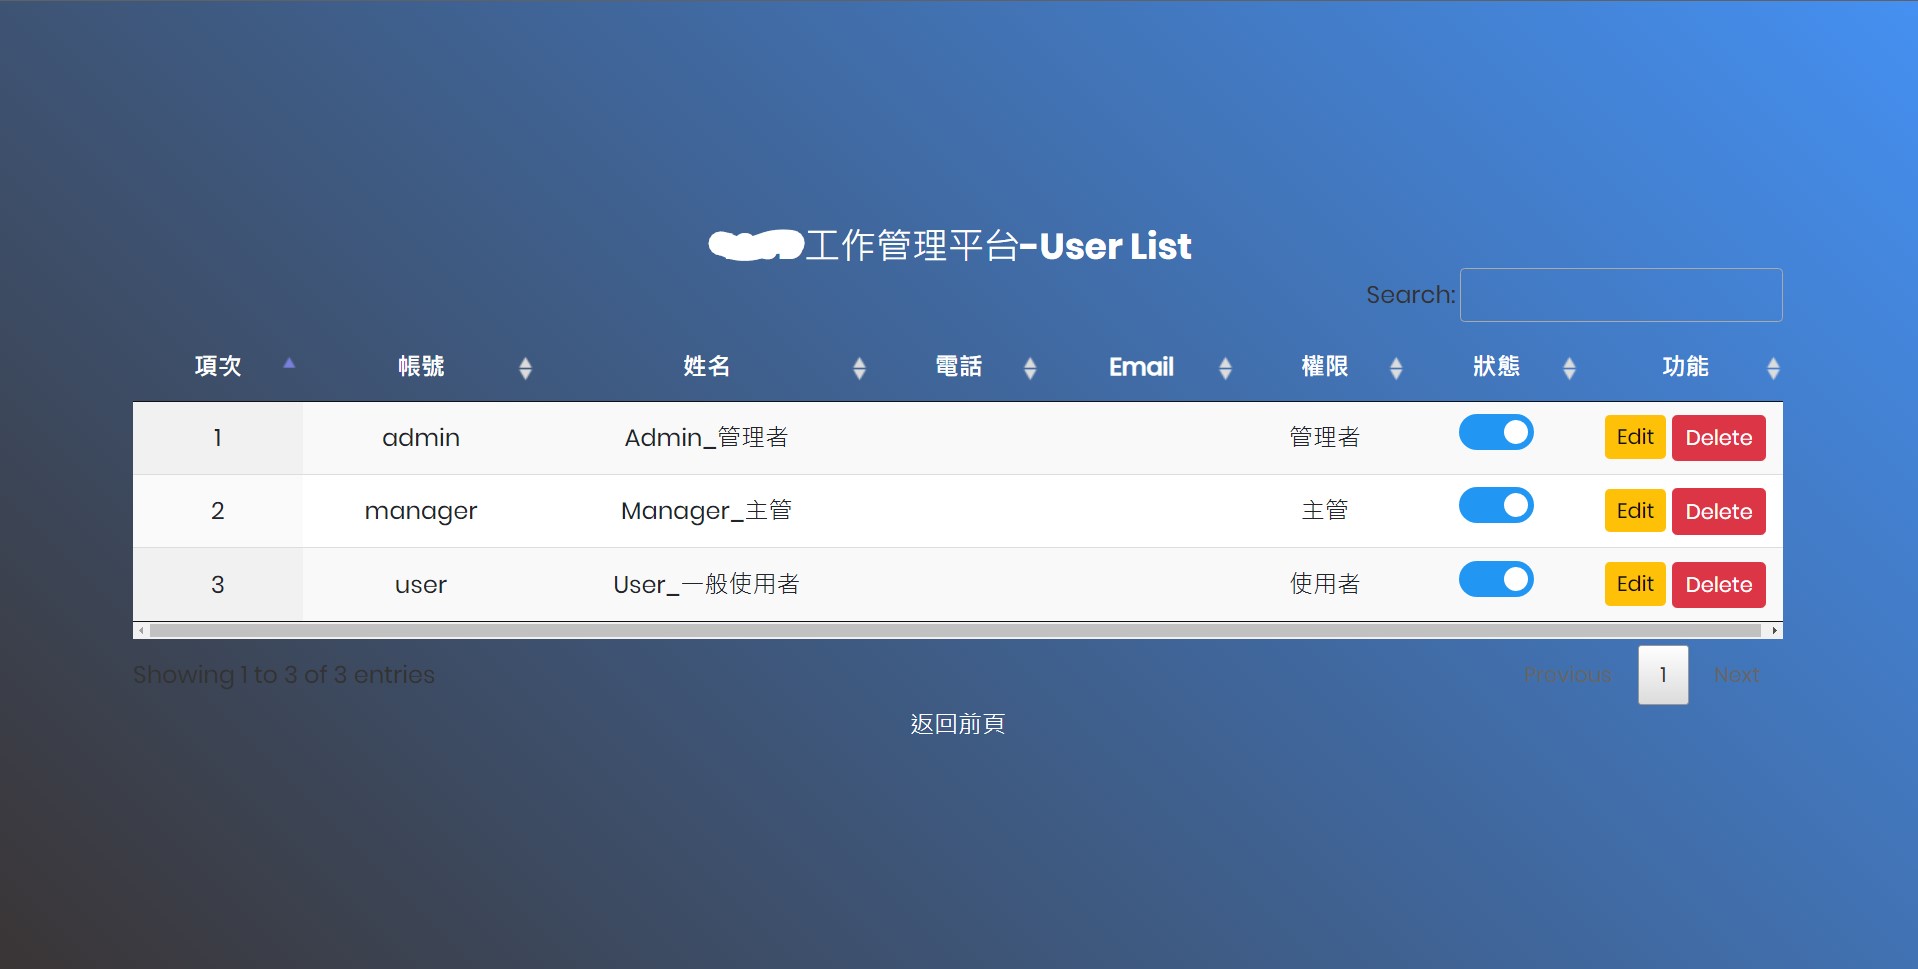 工作管理平台-User List
Search:
項次 帳號 姓名 電話 Email 權限 狀態 功能
1 admin Admin_管理者 管理者 Edit Delete
2 manager Manager_主管 主管 Edit Delete
3 user User_一般使用者 使用者 Edit Delete
Showing 1 to 3 of 3 entries Previous 1 Next
返回前頁